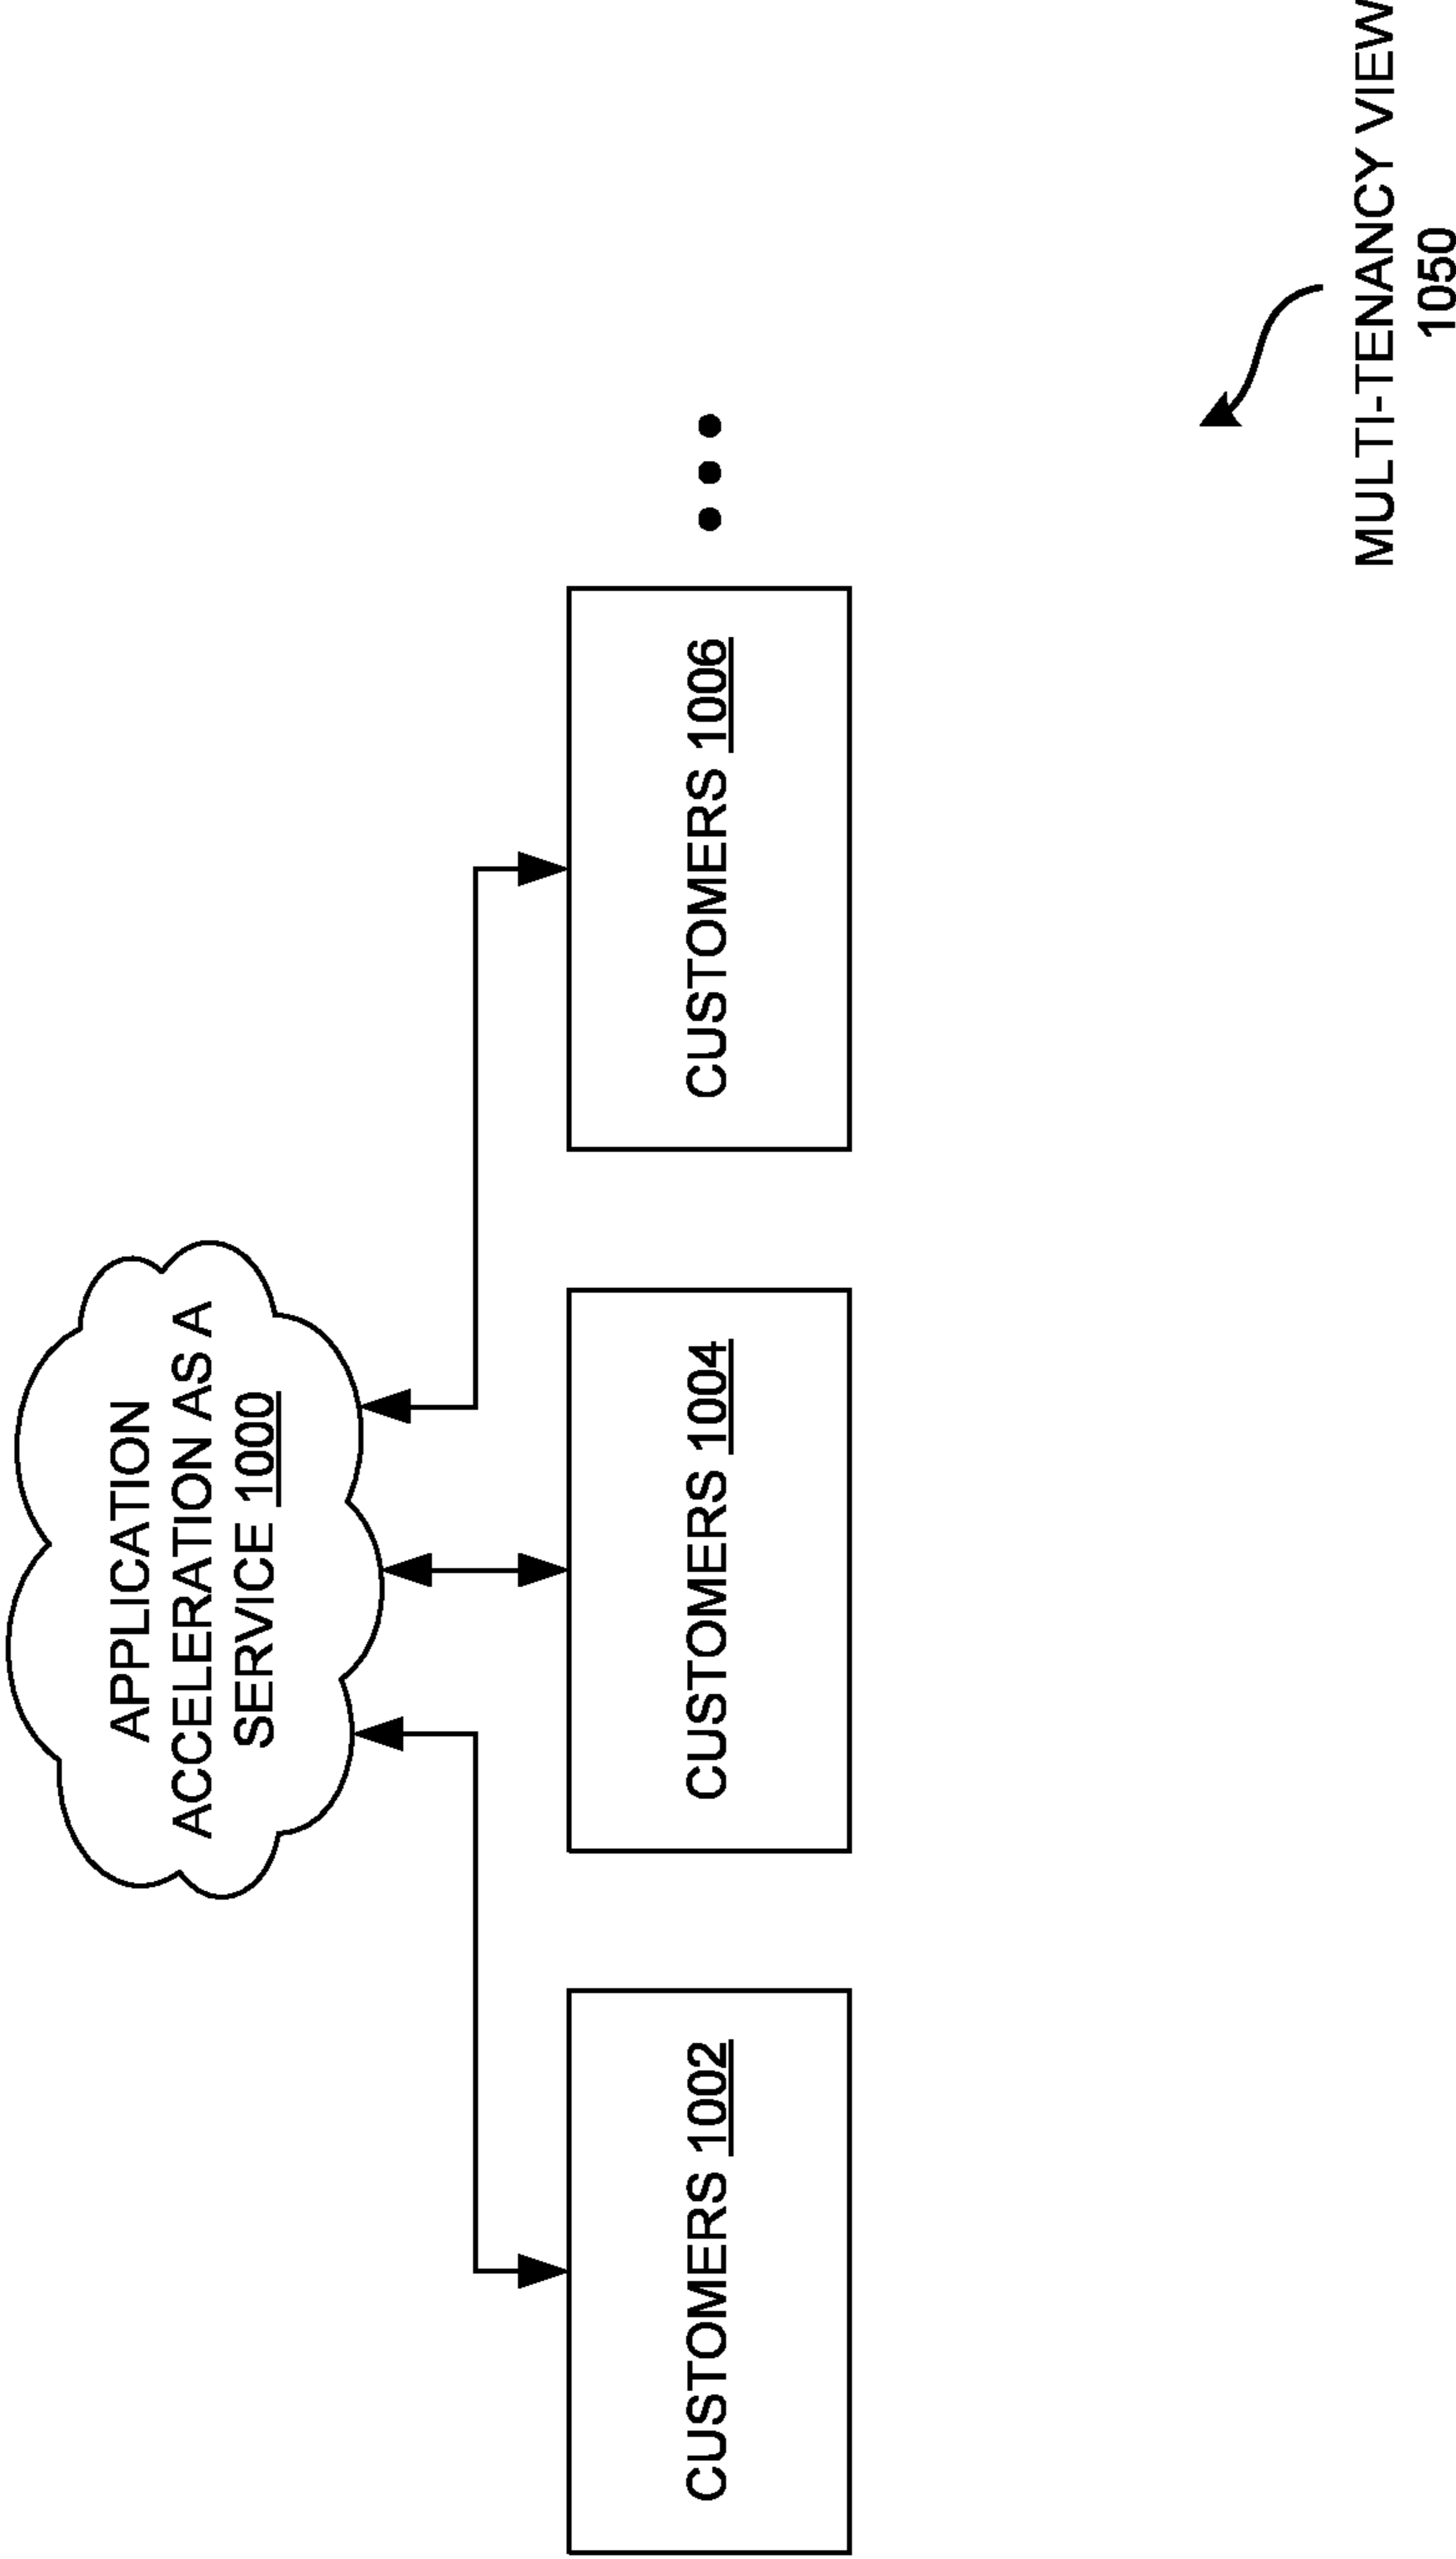 APPLICATION
ACCELERATION AS A
SERVICE 1000
CUSTOMERS 1002
CUSTOMERS 1004
CUSTOMERS 1006
MULTI-TENANCY VIEW
1050